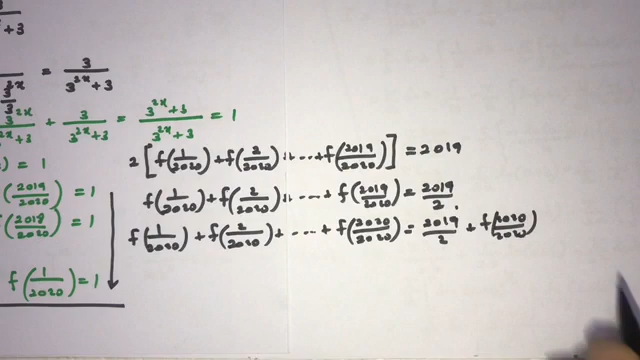 = 3/(3^{2x}+3)
3^{2x}/(3^{2x}+3) + 3/(3^{2x}+3) = (3^{2x}+3)/(3^{2x}+3) = 1
= 1
2[f(1/2020)+f(2/2020)+...+f(2019/2020)] = 2019
(2019/2020) = 1
f(1/2020)+f(2/2020)+...+f(2019/2020) = 2019/2.
f(2018/2020) = 1
f(1/2020)+f(2/2020)+...+f(2020/2020) = 2019/2 + f(2020/2020)
f(1/2020) = 1